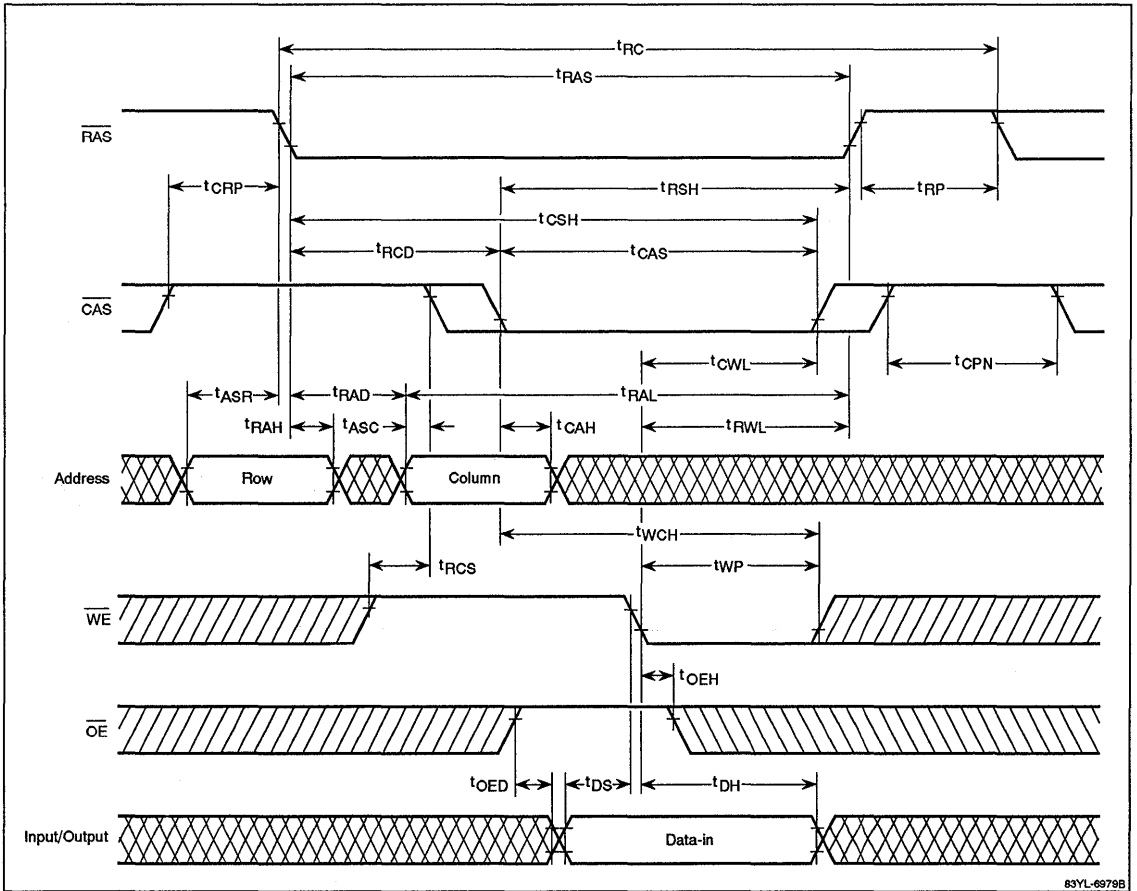 tRC
tRAS
RAS
tCRP
tRSH
tRP
tCSH
tRCD
tCAS
CAS
tCWL
tCPN
tASR
tRAD
tRAL
tRAH
tASC
tCAH
tRWL
Address
Row
Column
tWCH
tRCS
tWP
WE
tOEH
OE
tOED
tDS
tDH
Input/Output
Data-in
83YL-6979B